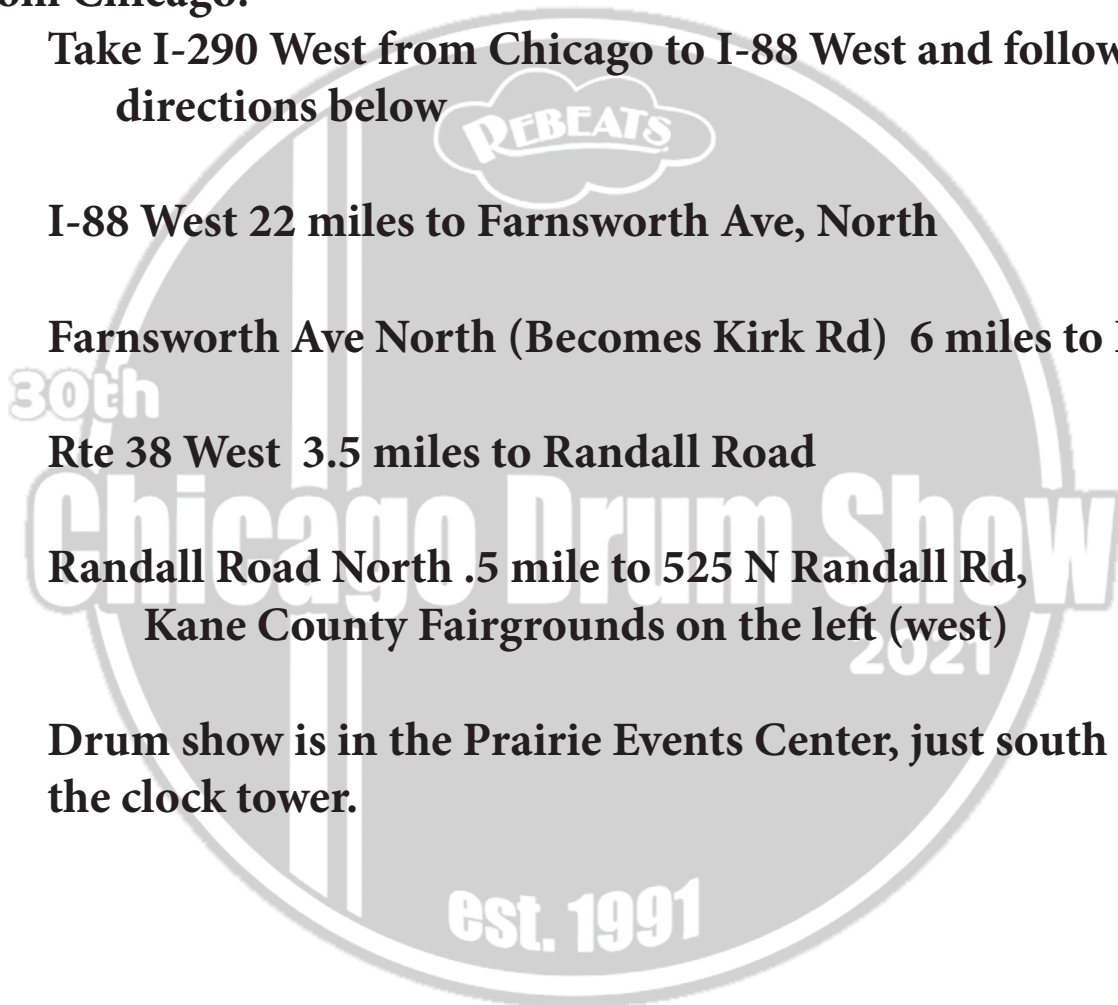 Chicago:
Take I-290 West from Chicago to I-88 West and follow
directions below
REBEATS
I-88 West 22 miles to Farnsworth Ave, North
Farnsworth Ave North (Becomes Kirk Rd)  6 miles to
30th
Rte 38 West  3.5 miles to Randall Road
Chicago Drum Show
Randall Road North .5 mile to 525 N Randall Rd,
Kane County Fairgrounds on the left (west)
2021
Drum show is in the Prairie Events Center, just south
the clock tower.
est. 1991